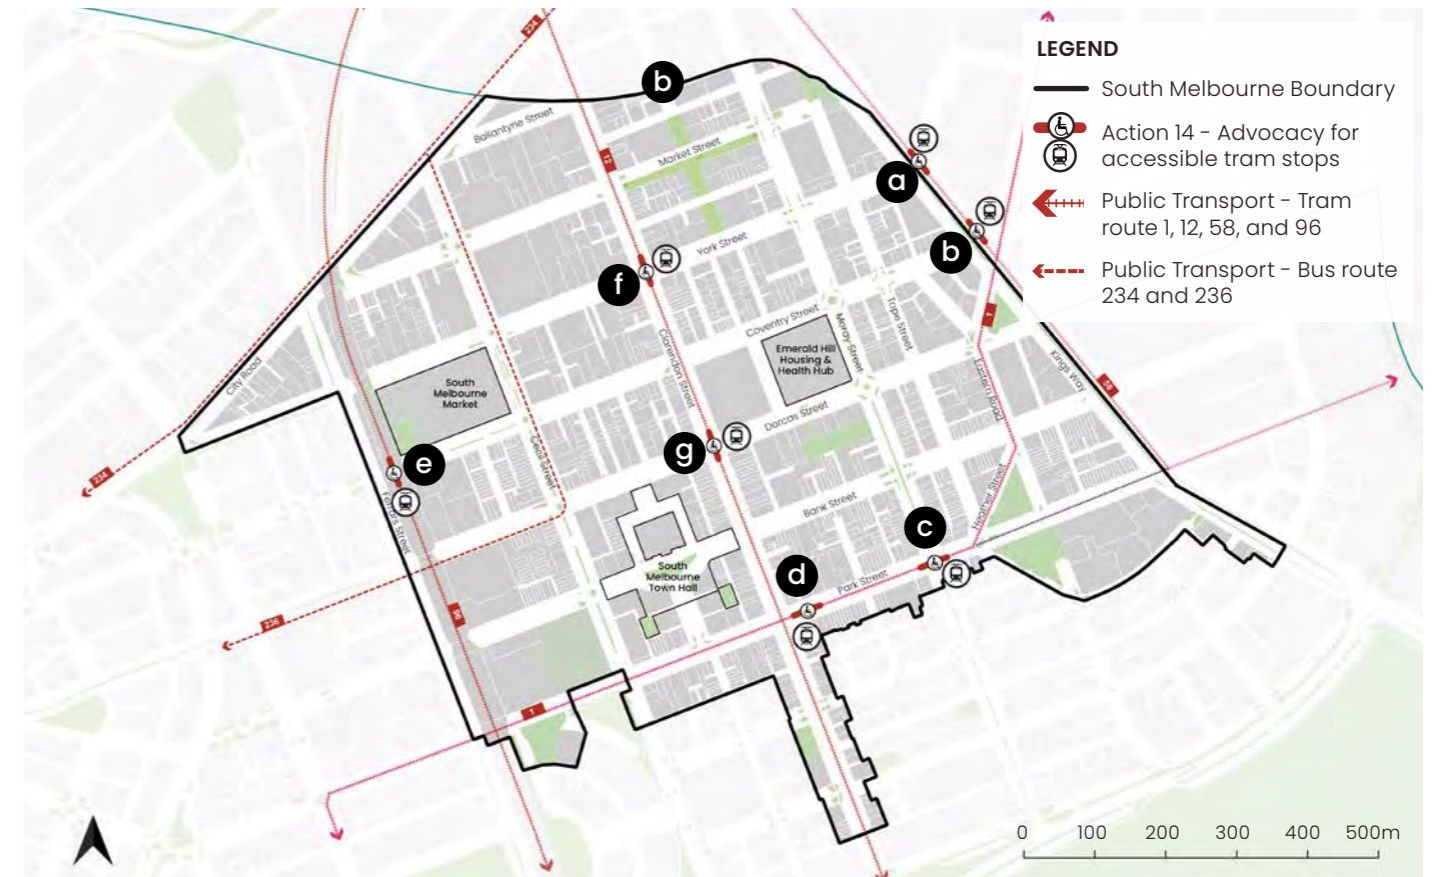 LEGEND
South Melbourne Boundary
Action 14 - Advocacy for
accessible tram stops
Public Transport - Tram
route 1, 12, 58, and 96
Public Transport - Bus route
234 and 236
234
b
Ballantyne Street
12
Market Street
a
b
York Street
f
Coventry Street
Tope Street
Moray Street
1
Clarendon Street
Emerald Hill
Housing &
Health Hub
Kings Way
58
City Road
South
Melbourne
Market
Eastern Road
Dorcas Street
g
Cecil Street
e
234
Ferrars Street
Bank Street
Heather Street
c
d
South
Melbourne
Town Hall
Park Street
96
236
1
0 100 200 300 400 500m